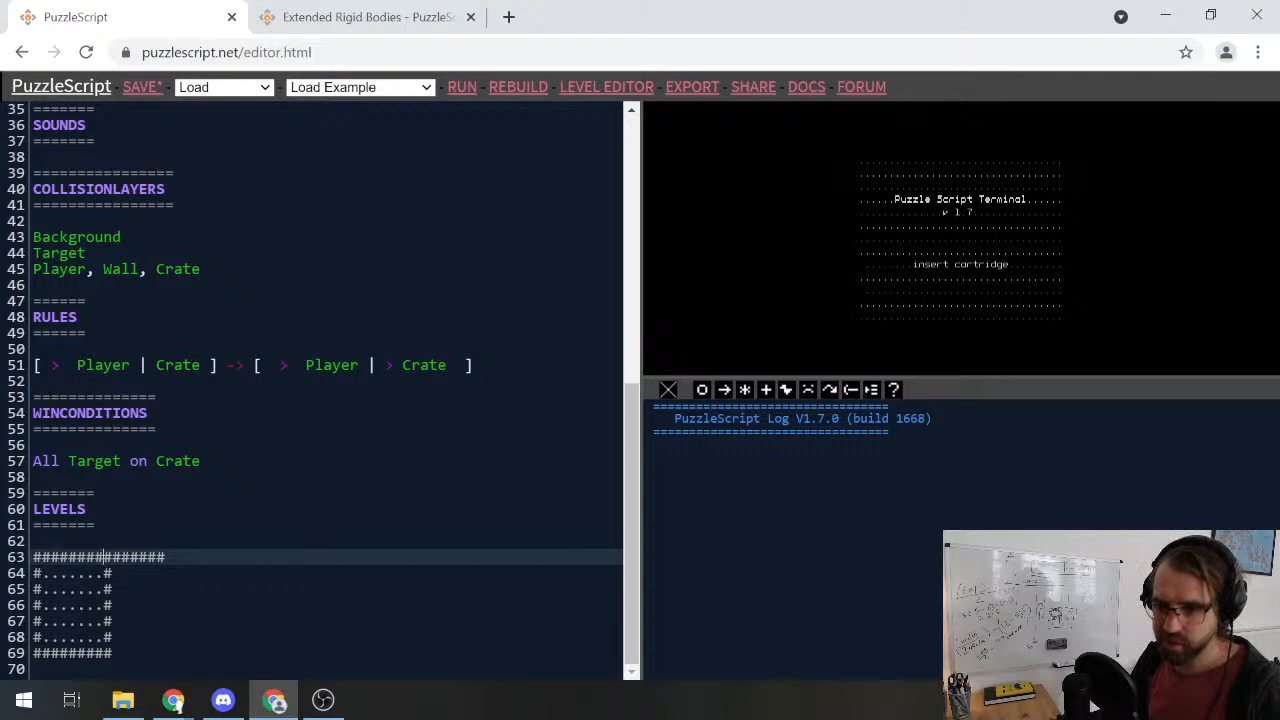 PuzzleScript
Extended Rigid Bodies - PuzzleSc
puzzlescript.net/editor.html
PuzzleScript SAVE* Load - Load Example - RUN - REBUILD - LEVEL EDITOR - EXPORT - SHARE - DOCS - FORUM
35 =======
36 SOUNDS
37 =======
38
39 ================
40 COLLISIONLAYERS
41 ================
42
43 Background
44 Target
45 Player, Wall, Crate
46
47 ======
48 RULES
49 ======
50
51 [ > Player | Crate ] -> [ > Player | > Crate ]
52
53 ==============
54 WINCONDITIONS
55 ==============
56
57 All Target on Crate
58
59 =======
60 LEVELS
61 =======
62
63 ###############
64 #.......#
65 #.......#
66 #.......#
67 #.......#
68 #.......#
69 #########
70
Puzzle Script Terminal
v 1.7
insert cartridge
?
=================================
PuzzleScript Log V1.7.0 (build 1668)
=================================